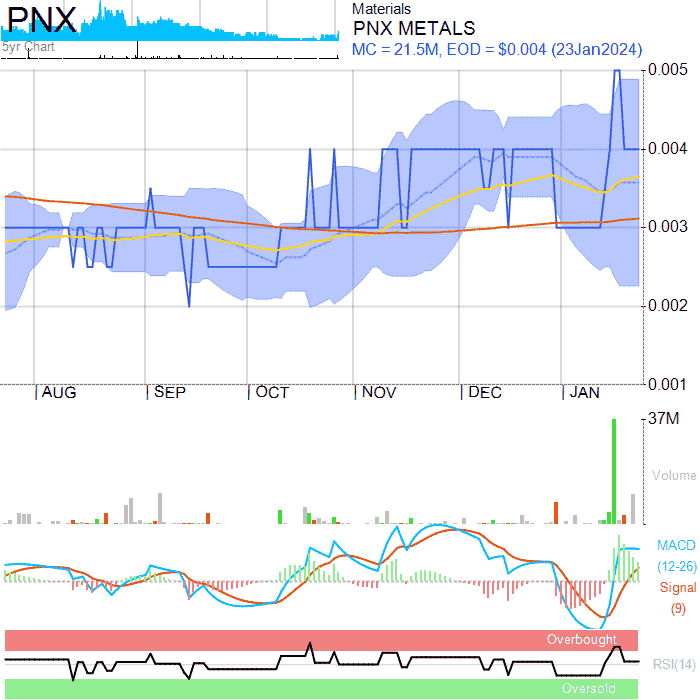 PNX
5yr Chart
Materials
PNX METALS
MC = 21.5M, EOD = $0.004 (23Jan2024)
0.005
0.004
0.003
0.002
0.001
AUG SEP OCT NOV DEC JAN
37M
Volume
MACD
(12-26)
Signal
(9)
Overbought
RSI(14)
Oversold